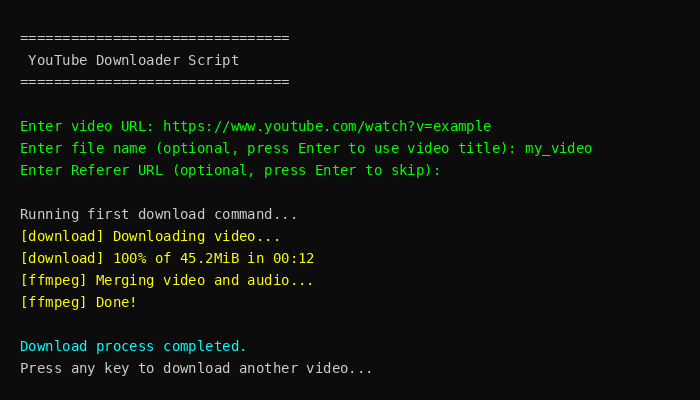 ================================
 YouTube Downloader Script
================================
Enter video URL: https://www.youtube.com/watch?v=example
Enter file name (optional, press Enter to use video title): my_video
Enter Referer URL (optional, press Enter to skip):
Running first download command...
[download] Downloading video...
[download] 100% of 45.2MiB in 00:12
[ffmpeg] Merging video and audio...
[ffmpeg] Done!
Download process completed.
Press any key to download another video...